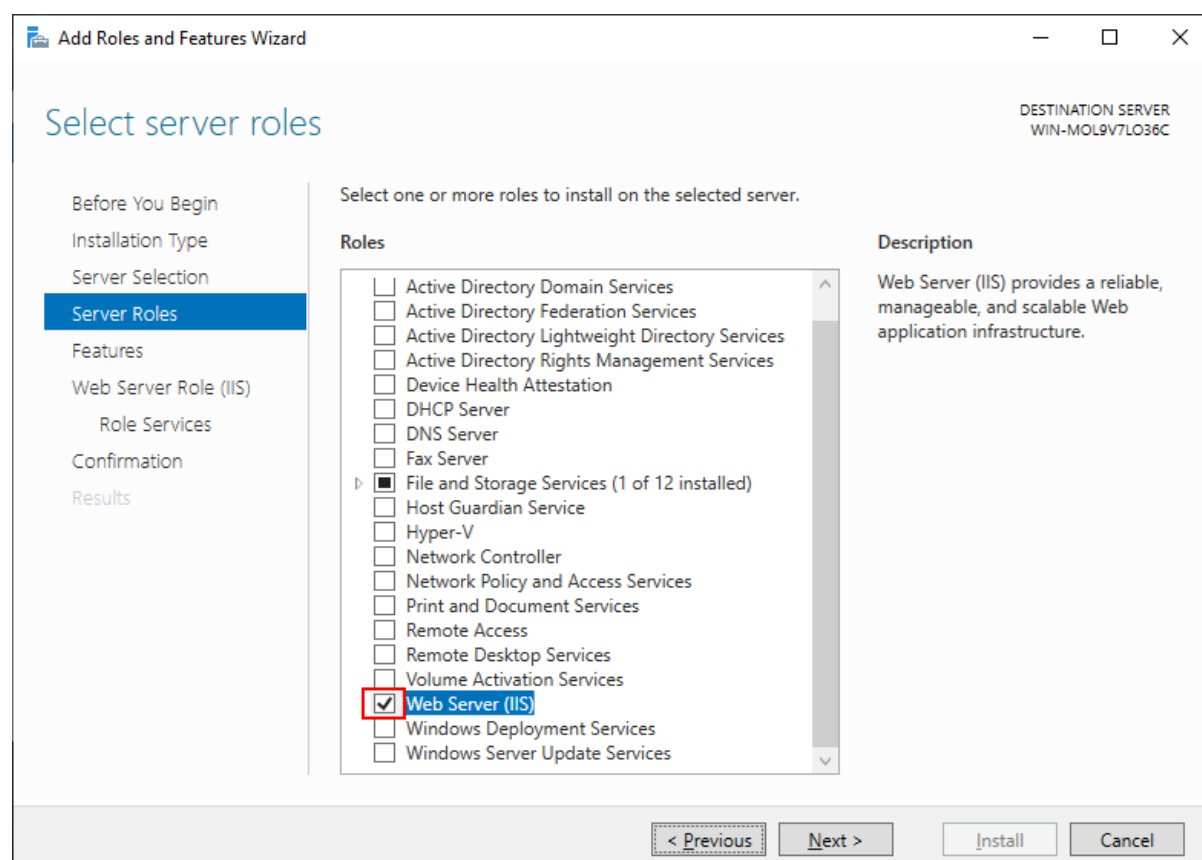 Add Roles and Features Wizard
Select server roles
DESTINATION SERVER
WIN-MOL9V7LO36C
Before You Begin
Installation Type
Server Selection
Server Roles
Features
Web Server Role (IIS)
Role Services
Confirmation
Results
Select one or more roles to install on the selected server.
Roles
Active Directory Domain Services
Active Directory Federation Services
Active Directory Lightweight Directory Services
Active Directory Rights Management Services
Device Health Attestation
DHCP Server
DNS Server
Fax Server
File and Storage Services (1 of 12 installed)
Host Guardian Service
Hyper-V
Network Controller
Network Policy and Access Services
Print and Document Services
Remote Access
Remote Desktop Services
Volume Activation Services
Web Server (IIS)
Windows Deployment Services
Windows Server Update Services
Description
Web Server (IIS) provides a reliable,
manageable, and scalable Web
application infrastructure.
< Previous
Next >
Install
Cancel